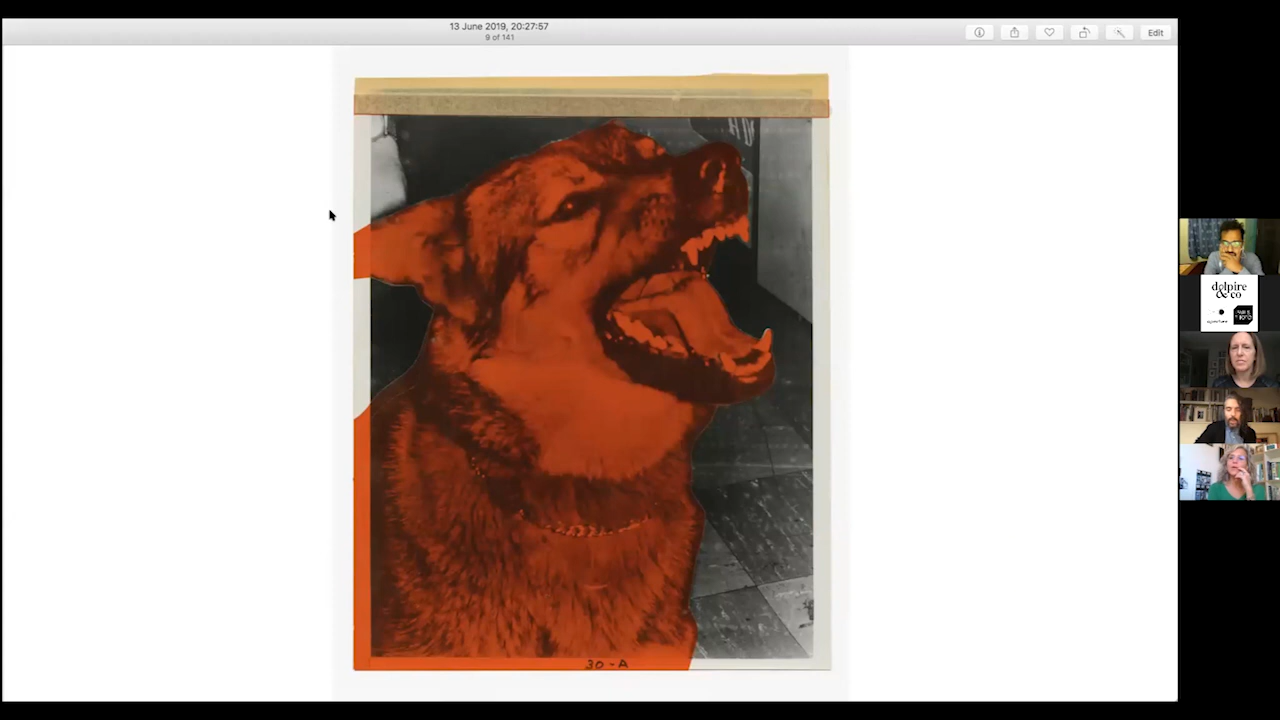 13 June 2019, 20:27:57
9 of 141
Edit
30-A
delpire
& co